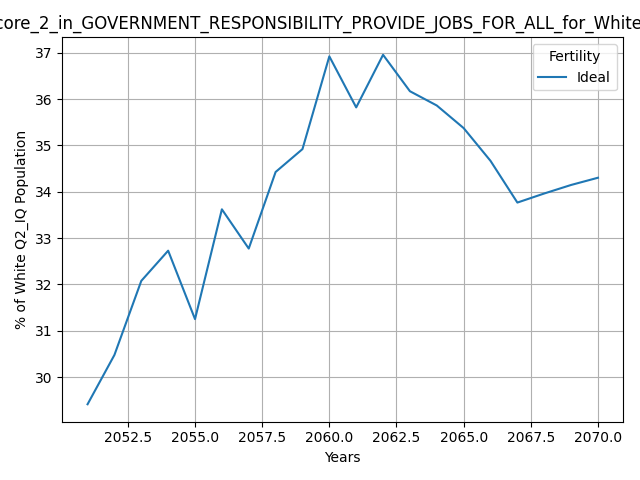 core_2_in_GOVERNMENT_RESPONSIBILITY_PROVIDE_JOBS_FOR_ALL_for_White
Fertility
Ideal
% of White Q2_IQ Population
37
36
35
34
33
32
31
30
2052.5 2055.0 2057.5 2060.0 2062.5 2065.0 2067.5 2070.0
Years